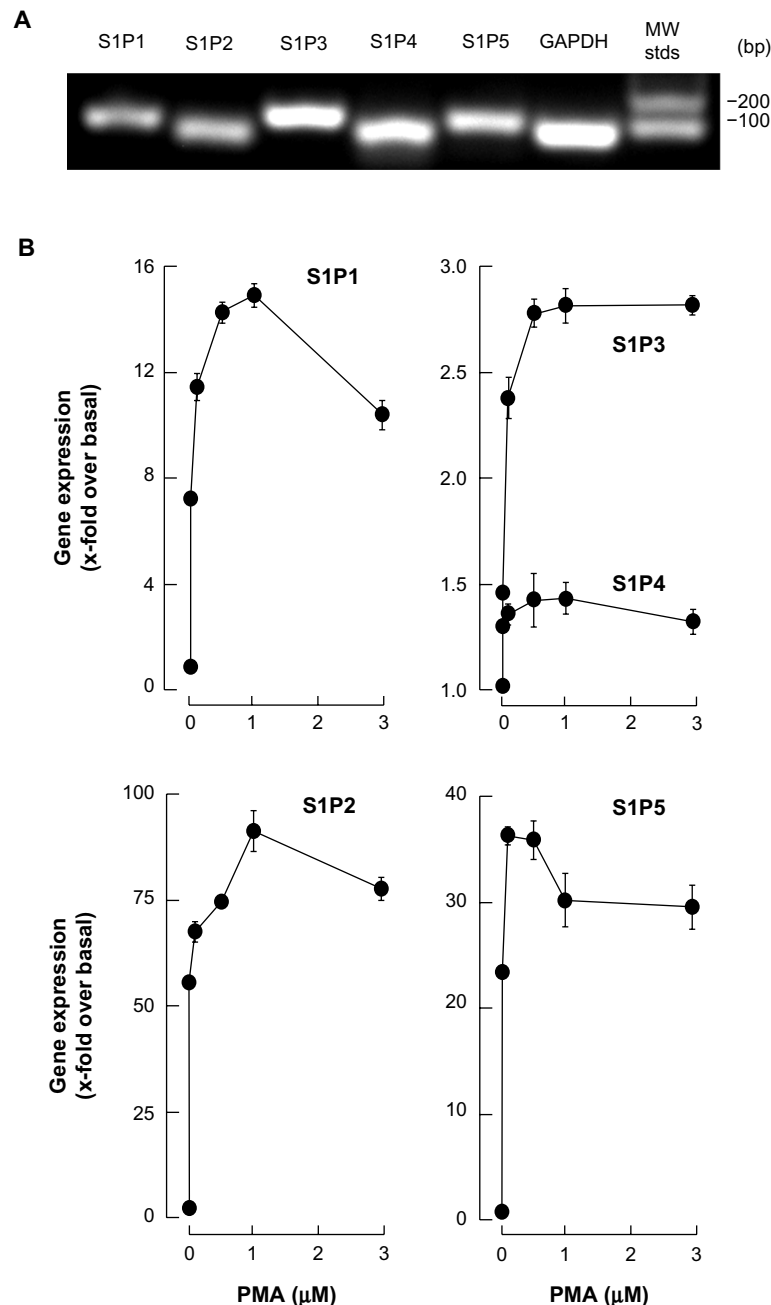 A
S1P1 S1P2 S1P3 S1P4 S1P5 GAPDH MW stds (bp)
−200
−100
B
S1P1
Gene expression
(x-fold over basal)
16
12
8
4
0
0 1 2 3
S1P3
S1P4
3.0
2.5
2.0
1.5
1.0
0 1 2 3
S1P2
Gene expression
(x-fold over basal)
100
75
50
25
0
0 1 2 3
PMA (μM)
S1P5
40
30
20
10
0
0 1 2 3
PMA (μM)